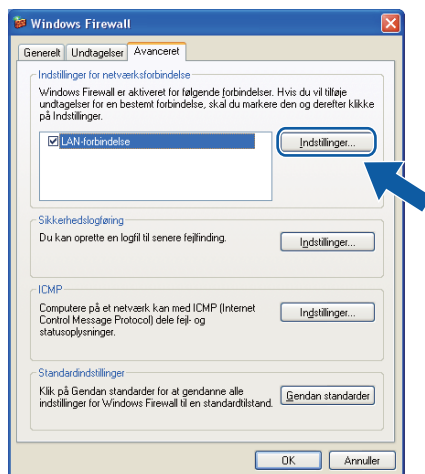 Windows Firewall
Generelt Undtagelser Avanceret
Indstillinger for netværksforbindelse
Windows Firewall er aktiveret for følgende forbindelser. Hvis du vil tilføje
undtagelser for en bestemt forbindelse, skal du markere den og derefter klikke
på Indstillinger.
LAN-forbindelse
Indstillinger...
Sikkerhedslogføring
Du kan oprette en logfil til senere fejlfinding.
Indstillinger...
ICMP
Computere på et netværk kan med ICMP (Internet
Control Message Protocol) dele fejl- og
statusoplysninger.
Indstillinger...
Standardindstillinger
Klik på Gendan standarder for at gendanne alle
indstillinger for Windows Firewall til en standardtilstand.
Gendan standarder
OK Annuller